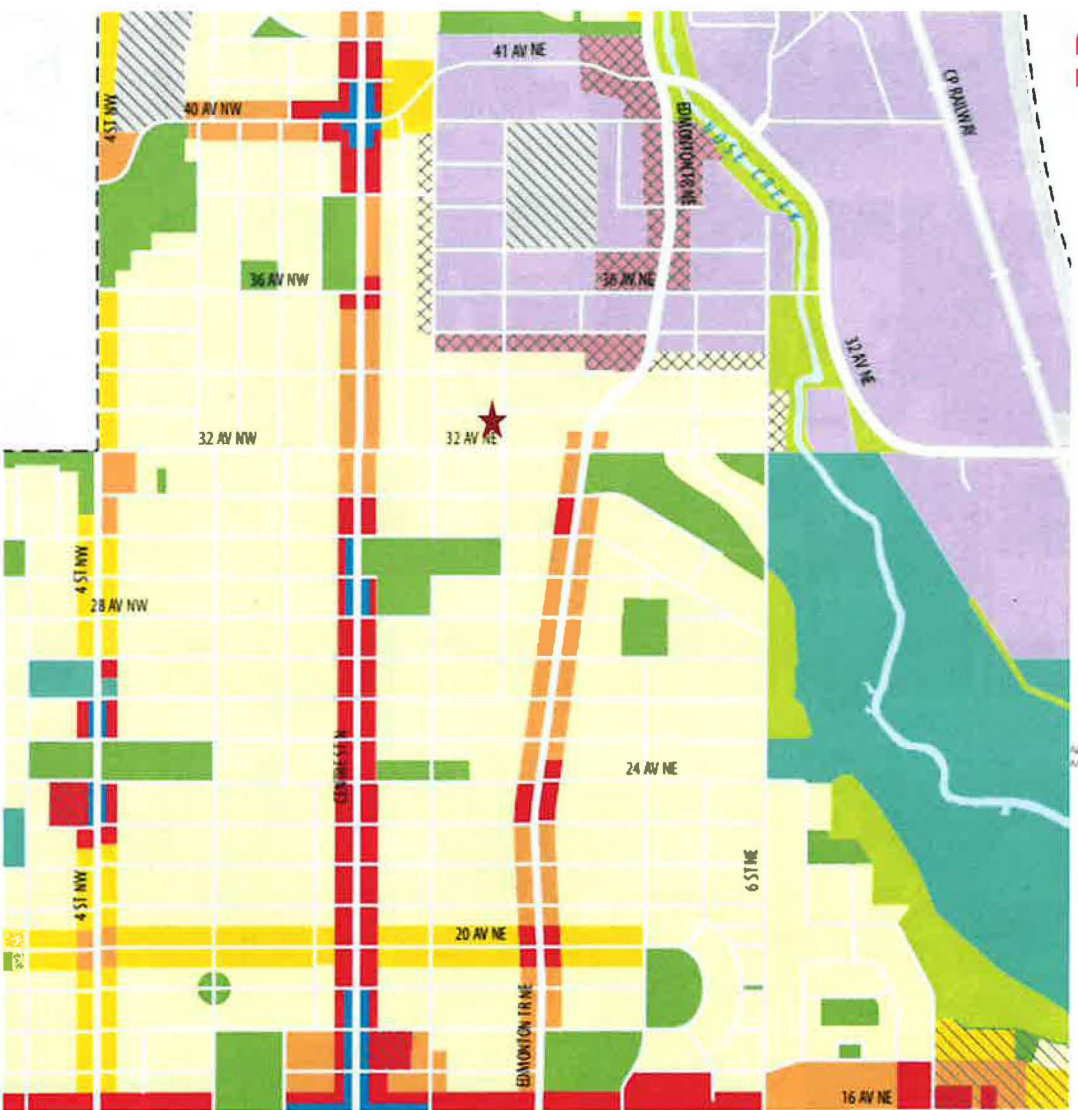 41 AV NE
CP RAILWAY
40 AV NW
4 ST NW
EDMONTON TR NE
NOSE CREEK
36 AV NW
36 AV NE
32 AV NE
32 AV NW
32 AV NE
4 ST NW
28 AV NW
CENTRE ST N
24 AV NE
6 ST NE
4 ST NW
20 AV NE
EDMONTON TR NE
16 AV NE